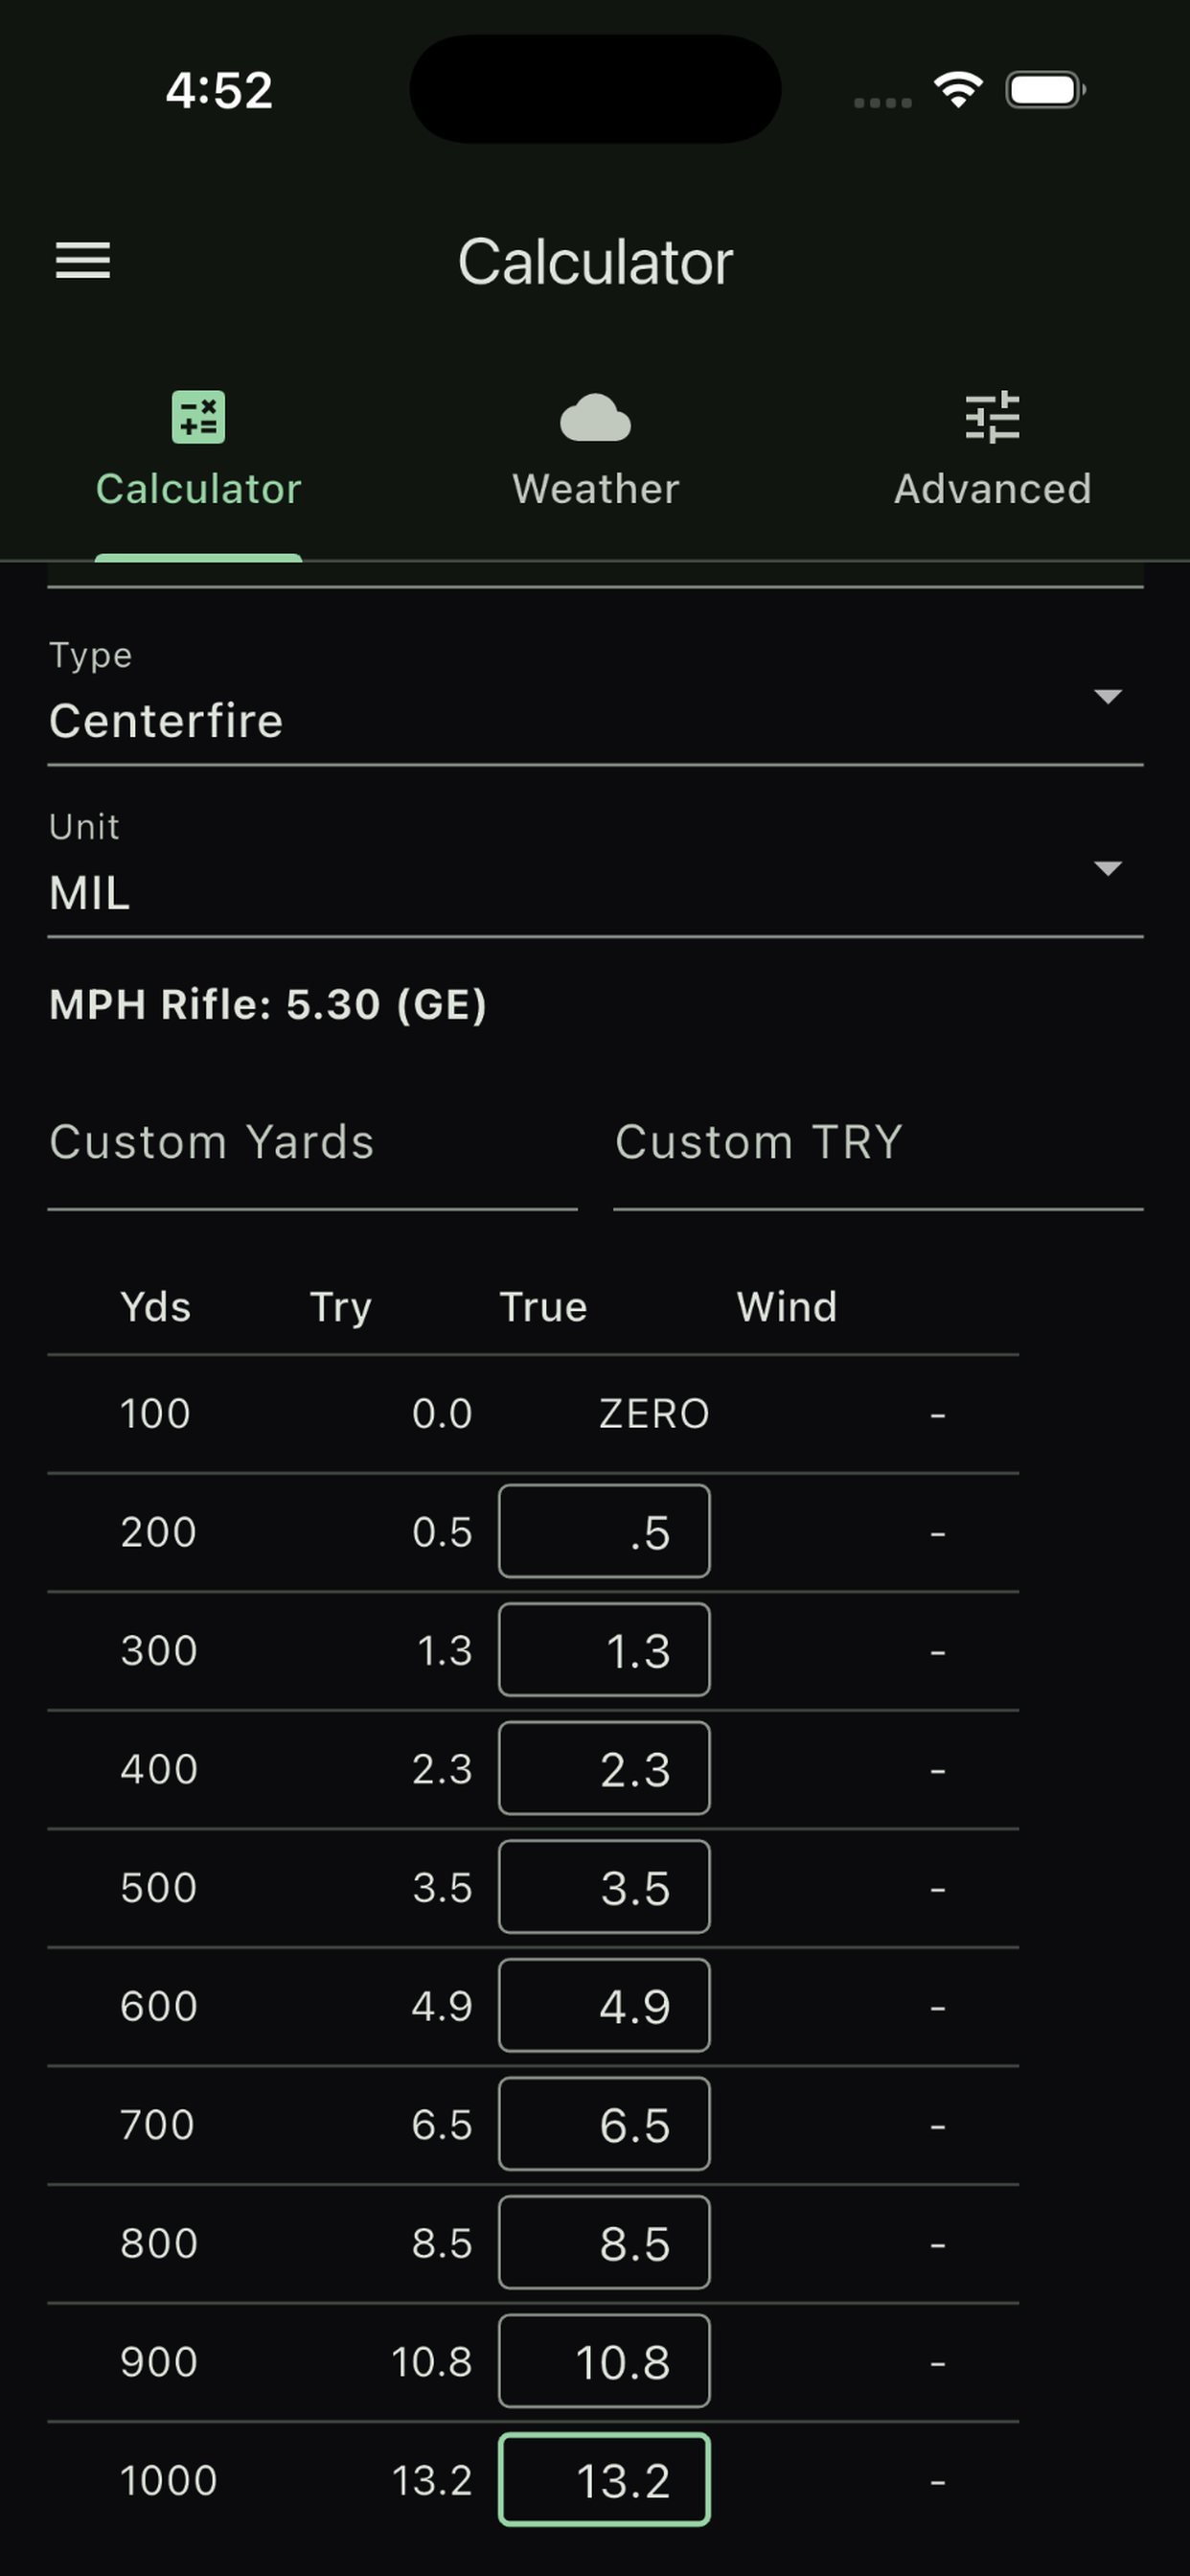 4:52
Calculator
Calculator Weather Advanced
Type
Centerfire
Unit
MIL
MPH Rifle: 5.30 (GE)
Custom Yards Custom TRY
Yds Try True Wind
100 0.0 ZERO -
200 0.5 .5 -
300 1.3 1.3 -
400 2.3 2.3 -
500 3.5 3.5 -
600 4.9 4.9 -
700 6.5 6.5 -
800 8.5 8.5 -
900 10.8 10.8 -
1000 13.2 13.2 -